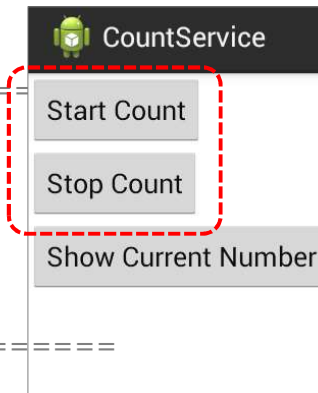 CountService
==
Start Count
Stop Count
Show Current Number
======